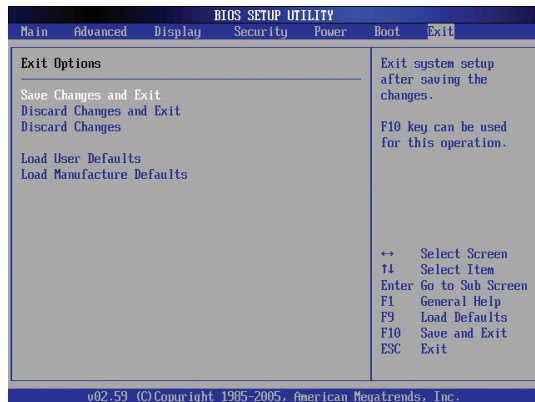 BIOS SETUP UTILITY
Main Advanced Display Security Power Boot Exit
Exit Options
Save Changes and Exit
Discard Changes and Exit
Discard Changes
Load User Defaults
Load Manufacture Defaults
Exit system setup
after saving the
changes.
F10 key can be used
for this operation.
↔ Select Screen
↑↓ Select Item
Enter Go to Sub Screen
F1 General Help
F9 Load Defaults
F10 Save and Exit
ESC Exit
v02.59 (C)Copyright 1985-2005, American Megatrends, Inc.